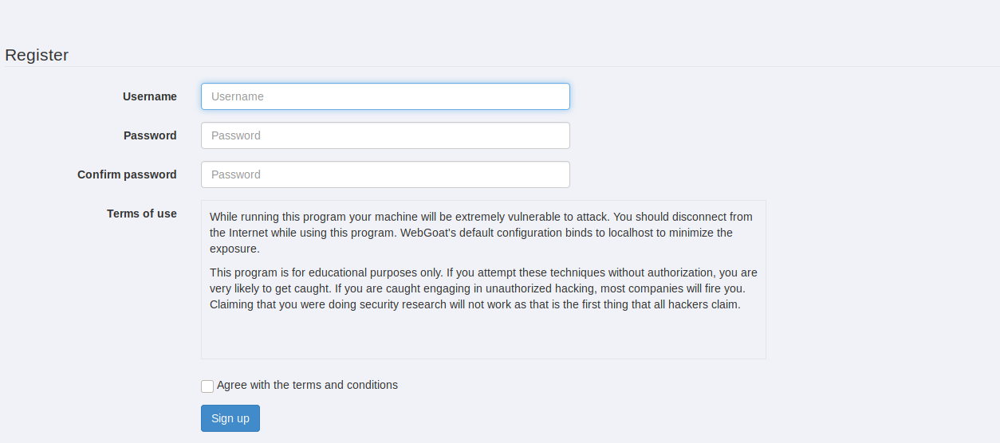 Register
Username
Username
Password
Password
Confirm password
Password
Terms of use
While running this program your machine will be extremely vulnerable to attack. You should disconnect from
the Internet while using this program. WebGoat's default configuration binds to localhost to minimize the
exposure.
This program is for educational purposes only. If you attempt these techniques without authorization, you are
very likely to get caught. If you are caught engaging in unauthorized hacking, most companies will fire you.
Claiming that you were doing security research will not work as that is the first thing that all hackers claim.
Agree with the terms and conditions
Sign up